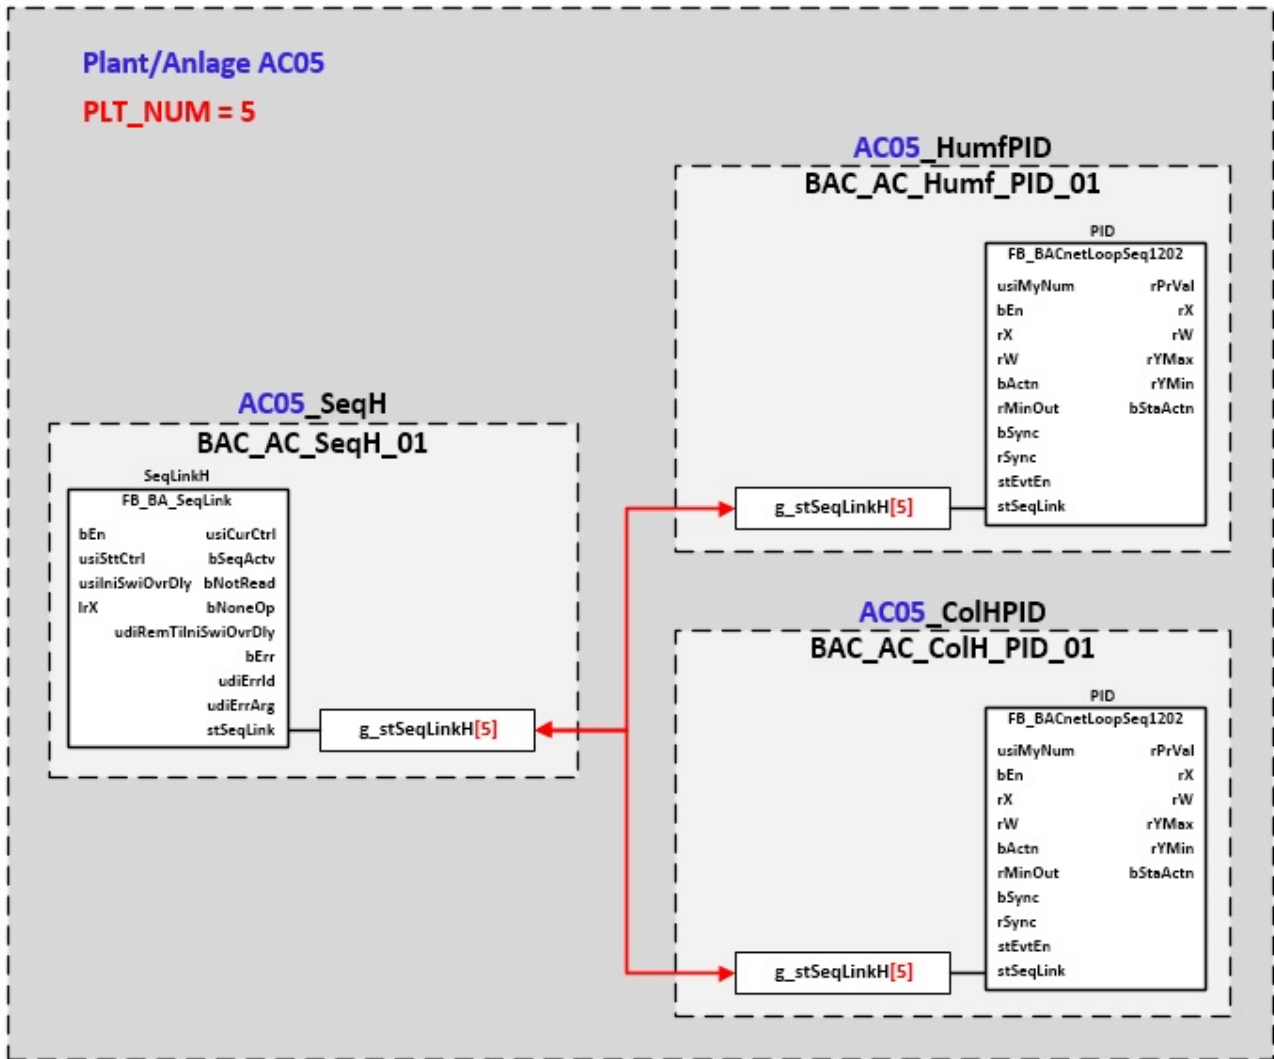 Plant/Anlage AC05
PLT_NUM = 5
AC05_HumfPID
BAC_AC_Humf_PID_01
PID
FB_BACnetLoopSeq1202
usiMyNum rPrVal
bEn rX
rX rW
rW rYMax
bActn rYMin
rMinOut bStaActn
bSync
rSync
stEvtEn
stSeqLink
g_stSeqLinkH[5]
AC05_SeqH
BAC_AC_SeqH_01
SeqLinkH
FB_BA_SeqLink
bEn usiCurCtrl
usiSttCtrl bSeqActv
usiIniSwiOvrDly bNotRead
lrX bNoneOp
udiRemTiIniSwiOvrDly
bErr
udiErrId
udiErrArg
stSeqLink
g_stSeqLinkH[5]
AC05_ColHPID
BAC_AC_ColH_PID_01
PID
FB_BACnetLoopSeq1202
usiMyNum rPrVal
bEn rX
rX rW
rW rYMax
bActn rYMin
rMinOut bStaActn
bSync
rSync
stEvtEn
stSeqLink
g_stSeqLinkH[5]